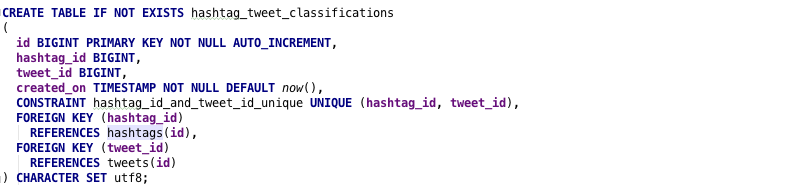 CREATE TABLE IF NOT EXISTS hashtag_tweet_classifications
(
  id BIGINT PRIMARY KEY NOT NULL AUTO_INCREMENT,
  hashtag_id BIGINT,
  tweet_id BIGINT,
  created_on TIMESTAMP NOT NULL DEFAULT now(),
  CONSTRAINT hashtag_id_and_tweet_id_unique UNIQUE (hashtag_id, tweet_id),
  FOREIGN KEY (hashtag_id)
    REFERENCES hashtags(id),
  FOREIGN KEY (tweet_id)
    REFERENCES tweets(id)
) CHARACTER SET utf8;